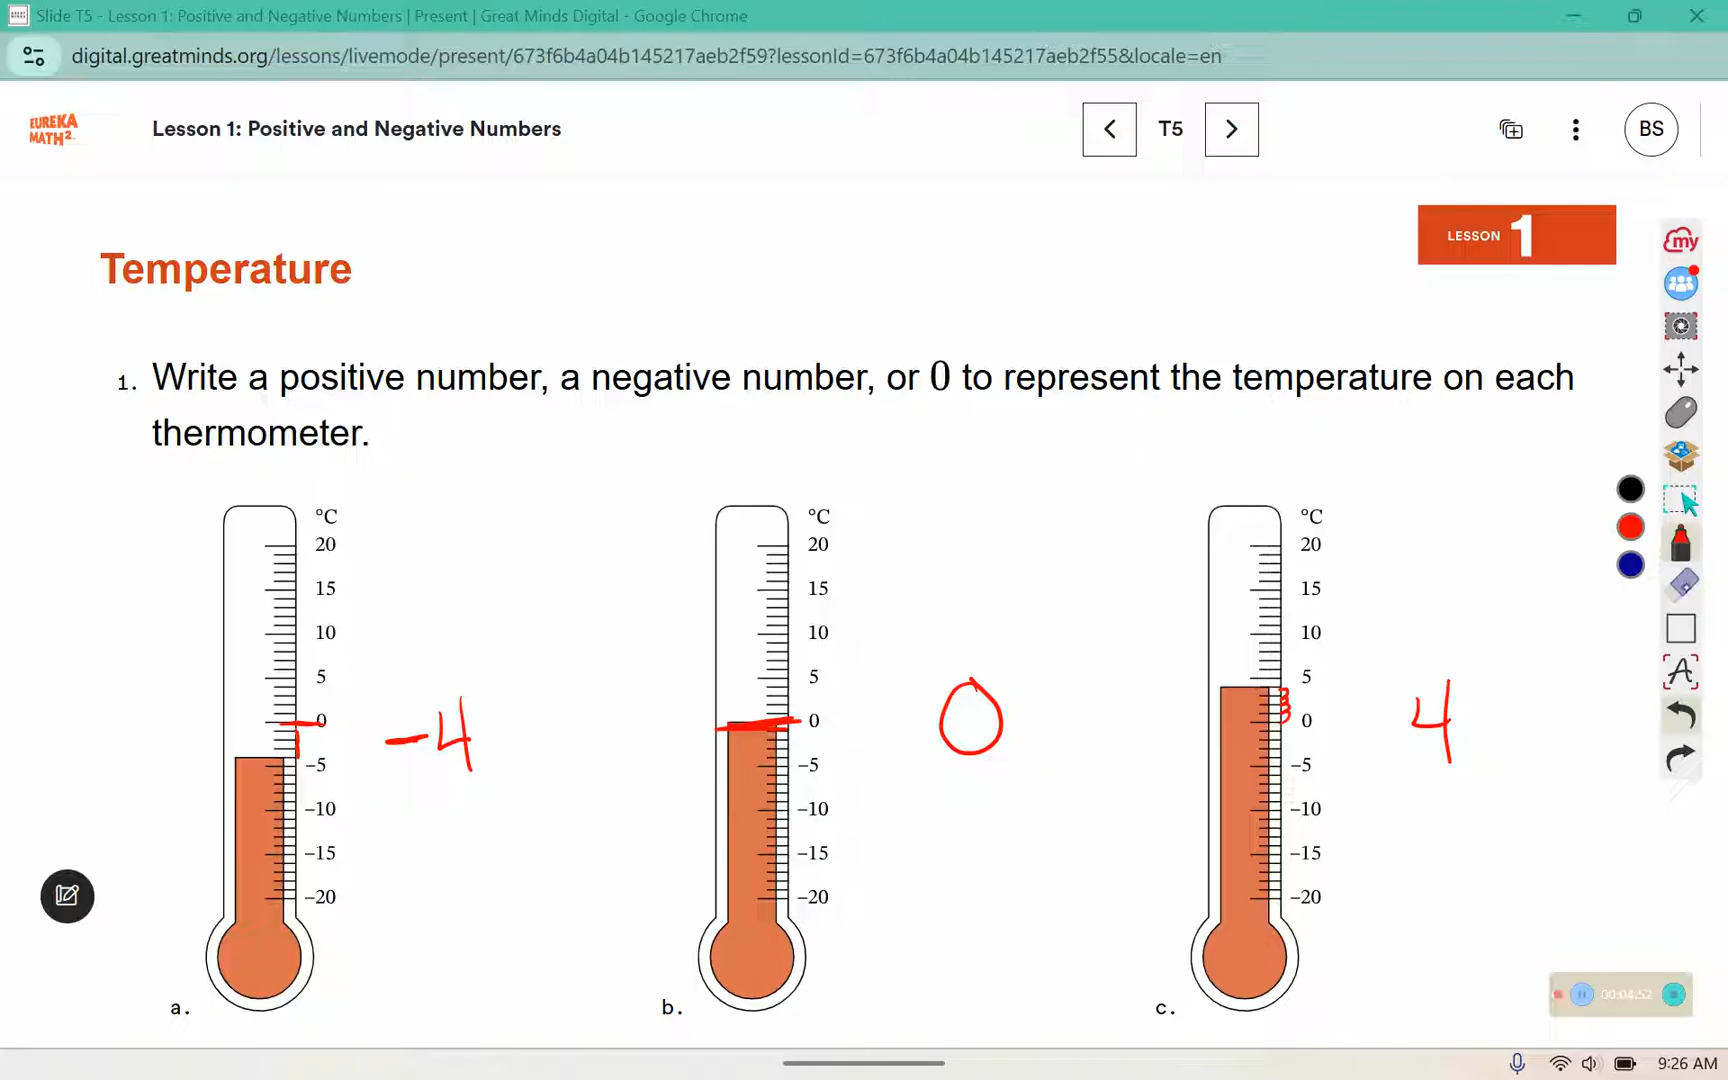 Slide T5 - Lesson 1: Positive and Negative Numbers | Present | Great Minds Digital - Google Chrome
digital.greatminds.org/lessons/livemode/present/673f6b4a04b145217aeb2f59?lessonId=673f6b4a04b145217aeb2f55&locale=en
EUREKA
MATH2
Lesson 1: Positive and Negative Numbers
T5
BS
LESSON 1
my
Temperature
1. Write a positive number, a negative number, or 0 to represent the temperature on each
thermometer.
°C
20
15
10
5
0
–5
–10
–15
–20
-4
a.
°C
20
15
10
5
0
–5
–10
–15
–20
0
b.
°C
20
15
10
5
0
–5
–10
–15
–20
4
c.
A
00:04:52
9:26 AM